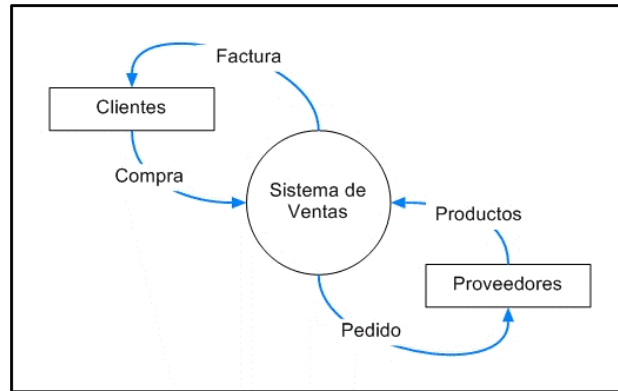 Factura
Clientes
Compra
Sistema de
Ventas
Productos
Proveedores
Pedido